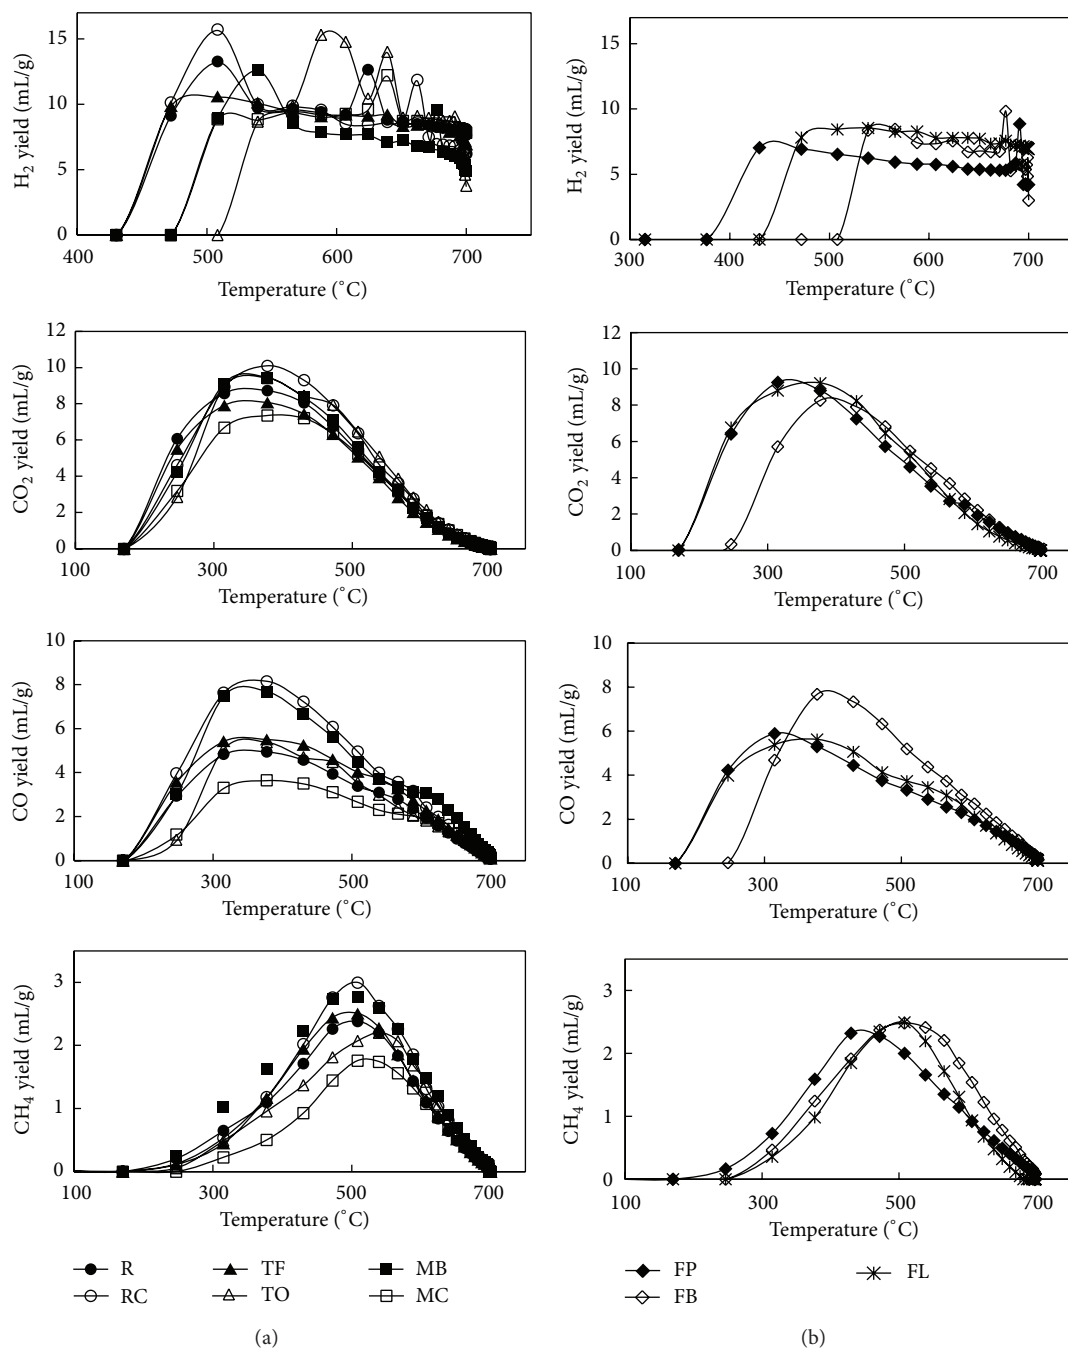 H2 yield (mL/g)
15
10
5
0
400 500 600 700
Temperature (˚C)
H2 yield (mL/g)
15
10
5
0
300 400 500 600 700
Temperature (˚C)
CO2 yield (mL/g)
12
10
8
6
4
2
0
100 300 500 700
Temperature (˚C)
CO2 yield (mL/g)
12
10
8
6
4
2
0
100 300 500 700
Temperature (˚C)
CO yield (mL/g)
10
8
6
4
2
0
100 300 500 700
Temperature (˚C)
CO yield (mL/g)
10
8
6
4
2
0
100 300 500 700
Temperature (˚C)
CH4 yield (mL/g)
3
2
1
0
100 300 500 700
Temperature (˚C)
CH4 yield (mL/g)
3
2
1
0
100 300 500 700
Temperature (˚C)
R TF MB
RC TO MC
(a)
FP FL
FB
(b)